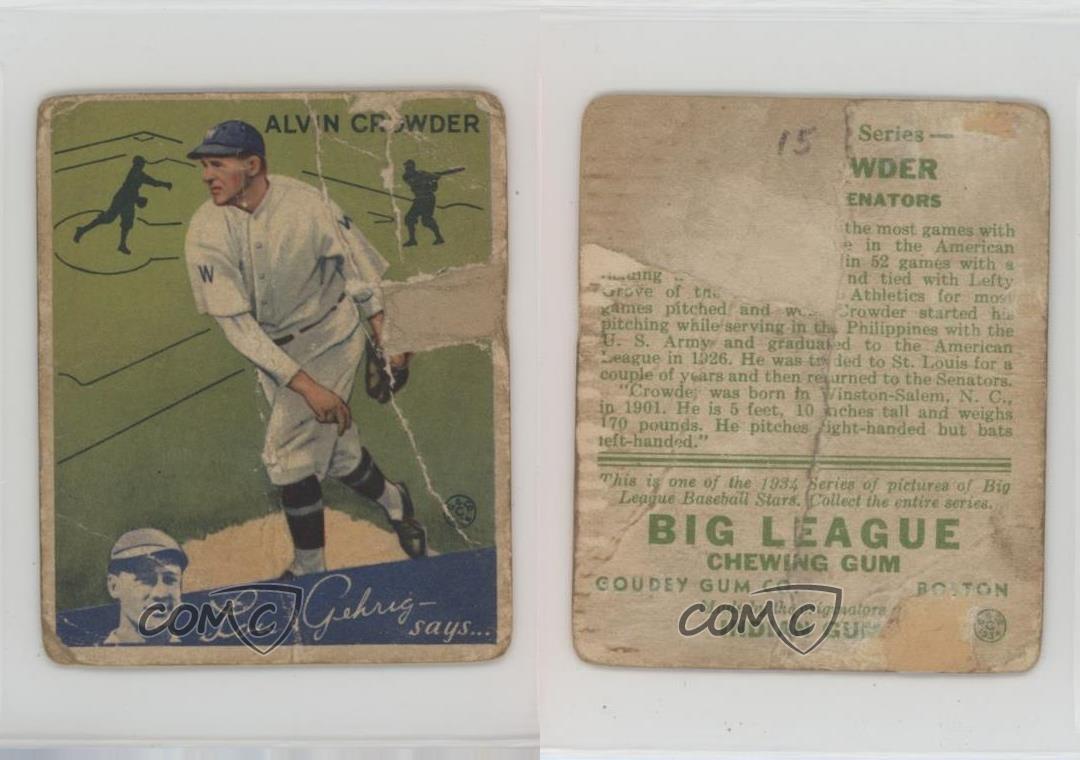 ALVIN CROWDER
W
W
Lou Gehrig—
says...
COMC
15
Series—
WDER
ENATORS
the most games with
in the American
in 52 games with a
nd tied with Lefty
Grove of the Athletics for most
games pitched and Crowder started his
pitching while serving in the Philippines with the
U. S. Army and graduated to the American
League in 1926. He was traded to St. Louis for a
couple of years and then returned to the Senators.
"Crowder was born in Winston-Salem, N. C.,
in 1901. He is 5 feet, 10 inches tall and weighs
170 pounds. He pitches right-handed but bats
left-handed."
This is one of the 1934 Series of pictures of Big
League Baseball Stars. Collect the entire series.
BIG LEAGUE
CHEWING GUM
GOUDEY GUM CO BOSTON
GUM
COMC